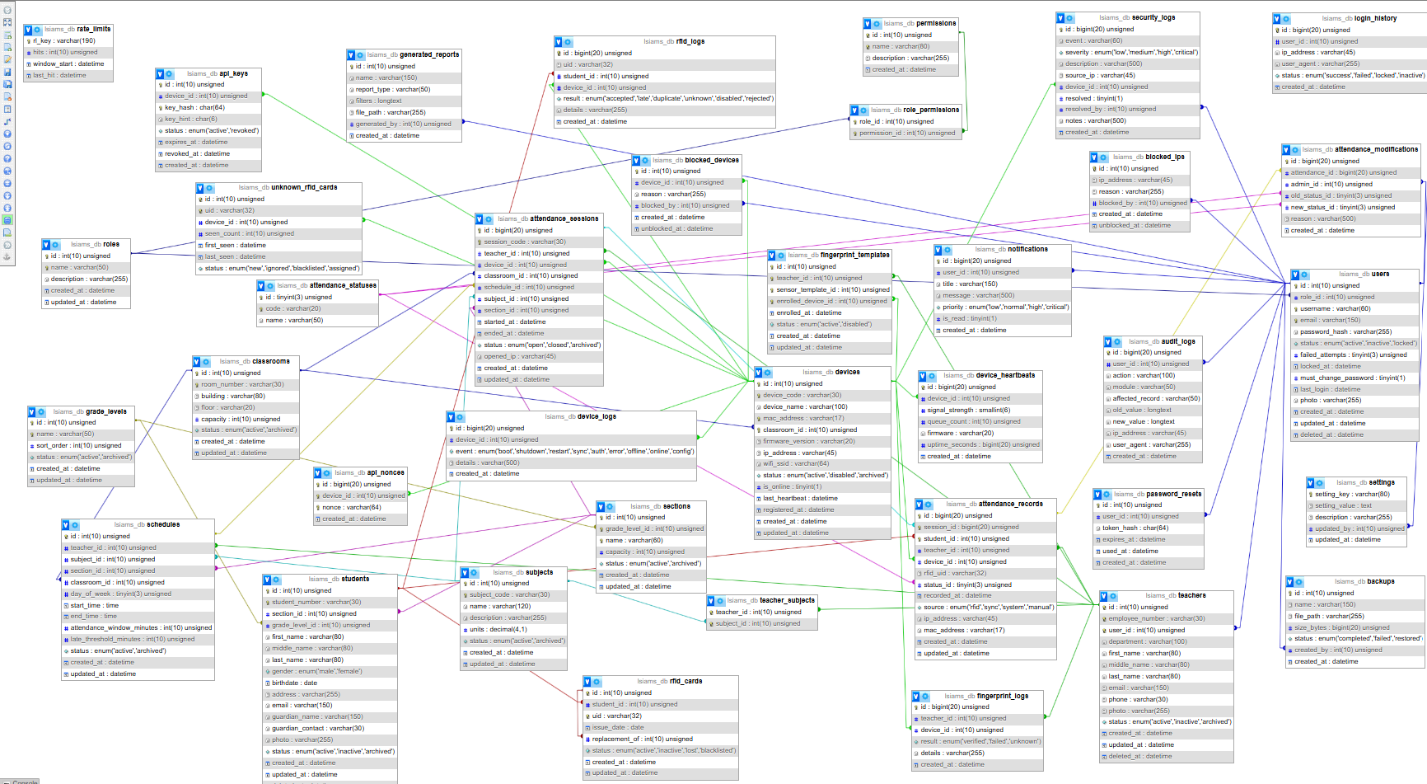 lsiams_db rate_limits
rl_key : varchar(190)
hits : int(10) unsigned
window_start : datetime
last_hit : datetime
lsiams_db api_keys
id : int(10) unsigned
device_id : int(10) unsigned
key_hash : char(64)
key_hint : char(8)
status : enum('active','revoked')
expires_at : datetime
revoked_at : datetime
created_at : datetime
lsiams_db generated_reports
id : int(10) unsigned
name : varchar(150)
report_type : varchar(50)
filters : longtext
file_path : varchar(255)
generated_by : int(10) unsigned
created_at : datetime
lsiams_db rfid_logs
id : bigint(20) unsigned
uid : varchar(32)
student_id : int(10) unsigned
device_id : int(10) unsigned
result : enum('accepted','late','duplicate','unknown','disabled','rejected')
details : varchar(255)
created_at : datetime
lsiams_db permissions
id : int(10) unsigned
name : varchar(80)
description : varchar(255)
created_at : datetime
lsiams_db role_permissions
role_id : int(10) unsigned
permission_id : int(10) unsigned
lsiams_db security_logs
id : bigint(20) unsigned
event : varchar(60)
severity : enum('low','medium','high','critical')
description : varchar(500)
source_ip : varchar(45)
device_id : int(10) unsigned
resolved : tinyint(1)
resolved_by : int(10) unsigned
notes : varchar(500)
created_at : datetime
lsiams_db login_history
id : bigint(20) unsigned
user_id : int(10) unsigned
ip_address : varchar(45)
user_agent : varchar(255)
status : enum('success','failed','locked','inactive')
created_at : datetime
lsiams_db unknown_rfid_cards
id : int(10) unsigned
uid : varchar(32)
device_id : int(10) unsigned
seen_count : int(10) unsigned
first_seen : datetime
last_seen : datetime
status : enum('new','ignored','blacklisted','assigned')
lsiams_db blocked_devices
id : int(10) unsigned
device_id : int(10) unsigned
reason : varchar(255)
blocked_by : int(10) unsigned
created_at : datetime
unblocked_at : datetime
lsiams_db blocked_ips
id : int(10) unsigned
ip_address : varchar(45)
reason : varchar(255)
blocked_by : int(10) unsigned
created_at : datetime
unblocked_at : datetime
lsiams_db attendance_modifications
id : bigint(20) unsigned
attendance_id : bigint(20) unsigned
admin_id : int(10) unsigned
old_status_id : tinyint(3) unsigned
new_status_id : tinyint(3) unsigned
reason : varchar(500)
created_at : datetime
lsiams_db roles
id : int(10) unsigned
name : varchar(50)
description : varchar(255)
created_at : datetime
updated_at : datetime
lsiams_db attendance_statuses
id : tinyint(3) unsigned
code : varchar(20)
name : varchar(50)
lsiams_db attendance_sessions
id : bigint(20) unsigned
session_code : varchar(30)
teacher_id : int(10) unsigned
device_id : int(10) unsigned
classroom_id : int(10) unsigned
schedule_id : int(10) unsigned
subject_id : int(10) unsigned
section_id : int(10) unsigned
started_at : datetime
ended_at : datetime
status : enum('open','closed','archived')
opened_ip : varchar(45)
created_at : datetime
updated_at : datetime
lsiams_db fingerprint_templates
id : int(10) unsigned
teacher_id : int(10) unsigned
sensor_template_id : int(10) unsigned
enrolled_device_id : int(10) unsigned
enrolled_at : datetime
status : enum('active','disabled')
created_at : datetime
updated_at : datetime
lsiams_db notifications
id : bigint(20) unsigned
user_id : int(10) unsigned
title : varchar(150)
message : varchar(500)
priority : enum('low','normal','high','critical')
is_read : tinyint(1)
created_at : datetime
lsiams_db users
id : int(10) unsigned
role_id : int(10) unsigned
username : varchar(60)
email : varchar(150)
password_hash : varchar(255)
status : enum('active','inactive','locked')
failed_attempts : tinyint(3) unsigned
locked_at : datetime
must_change_password : tinyint(1)
last_login : datetime
photo : varchar(255)
created_at : datetime
updated_at : datetime
deleted_at : datetime
lsiams_db audit_logs
id : bigint(20) unsigned
user_id : int(10) unsigned
action : varchar(100)
module : varchar(50)
affected_record : varchar(50)
old_value : longtext
new_value : longtext
ip_address : varchar(45)
user_agent : varchar(255)
created_at : datetime
lsiams_db classrooms
id : int(10) unsigned
room_number : varchar(30)
building : varchar(80)
floor : varchar(20)
capacity : int(10) unsigned
status : enum('active','archived')
created_at : datetime
updated_at : datetime
lsiams_db devices
id : int(10) unsigned
device_code : varchar(30)
device_name : varchar(100)
mac_address : varchar(17)
classroom_id : int(10) unsigned
firmware_version : varchar(20)
ip_address : varchar(45)
wifi_ssid : varchar(64)
status : enum('active','disabled','archived')
is_online : tinyint(1)
last_heartbeat : datetime
registered_at : datetime
created_at : datetime
updated_at : datetime
lsiams_db device_heartbeats
id : bigint(20) unsigned
device_id : int(10) unsigned
signal_strength : smallint(6)
queue_count : int(10) unsigned
firmware : varchar(20)
uptime_seconds : bigint(20) unsigned
created_at : datetime
lsiams_db grade_levels
id : int(10) unsigned
name : varchar(50)
sort_order : int(10) unsigned
status : enum('active','archived')
created_at : datetime
updated_at : datetime
lsiams_db device_logs
id : bigint(20) unsigned
device_id : int(10) unsigned
event : enum('boot','shutdown','restart','sync','auth','error','offline','online','config')
details : varchar(500)
created_at : datetime
lsiams_db api_nonces
id : bigint(20) unsigned
device_id : int(10) unsigned
nonce : varchar(64)
created_at : datetime
lsiams_db sections
id : int(10) unsigned
grade_level_id : int(10) unsigned
name : varchar(60)
capacity : int(10) unsigned
status : enum('active','archived')
created_at : datetime
updated_at : datetime
lsiams_db attendance_records
id : bigint(20) unsigned
session_id : bigint(20) unsigned
student_id : int(10) unsigned
teacher_id : int(10) unsigned
device_id : int(10) unsigned
rfid_uid : varchar(32)
status_id : tinyint(3) unsigned
recorded_at : datetime
source : enum('rfid','sync','system','manual')
ip_address : varchar(45)
mac_address : varchar(17)
created_at : datetime
updated_at : datetime
lsiams_db password_resets
id : int(10) unsigned
user_id : int(10) unsigned
token_hash : char(64)
expires_at : datetime
used_at : datetime
created_at : datetime
lsiams_db settings
setting_key : varchar(80)
setting_value : text
description : varchar(255)
updated_by : int(10) unsigned
updated_at : datetime
lsiams_db schedules
id : int(10) unsigned
teacher_id : int(10) unsigned
subject_id : int(10) unsigned
section_id : int(10) unsigned
classroom_id : int(10) unsigned
day_of_week : tinyint(3) unsigned
start_time : time
end_time : time
attendance_window_minutes : int(10) unsigned
late_threshold_minutes : int(10) unsigned
status : enum('active','archived')
created_at : datetime
updated_at : datetime
lsiams_db students
id : int(10) unsigned
student_number : varchar(30)
section_id : int(10) unsigned
grade_level_id : int(10) unsigned
first_name : varchar(80)
middle_name : varchar(80)
last_name : varchar(80)
gender : enum('male','female')
birthdate : date
address : varchar(255)
email : varchar(150)
guardian_name : varchar(150)
guardian_contact : varchar(30)
photo : varchar(255)
status : enum('active','inactive','archived')
created_at : datetime
updated_at : datetime
lsiams_db subjects
id : int(10) unsigned
subject_code : varchar(30)
name : varchar(120)
description : varchar(255)
units : decimal(4,1)
status : enum('active','archived')
created_at : datetime
updated_at : datetime
lsiams_db teacher_subjects
teacher_id : int(10) unsigned
subject_id : int(10) unsigned
lsiams_db teachers
id : int(10) unsigned
employee_number : varchar(30)
user_id : int(10) unsigned
department : varchar(100)
first_name : varchar(80)
middle_name : varchar(80)
last_name : varchar(80)
email : varchar(150)
phone : varchar(30)
photo : varchar(255)
status : enum('active','inactive','archived')
created_at : datetime
updated_at : datetime
deleted_at : datetime
lsiams_db backups
id : int(10) unsigned
name : varchar(150)
file_path : varchar(255)
size_bytes : bigint(20) unsigned
status : enum('completed','failed','restored'
created_by : int(10) unsigned
created_at : datetime
lsiams_db rfid_cards
id : int(10) unsigned
student_id : int(10) unsigned
uid : varchar(32)
issue_date : date
replacement_of : int(10) unsigned
status : enum('active','inactive','lost','blacklisted')
created_at : datetime
updated_at : datetime
lsiams_db fingerprint_logs
id : bigint(20) unsigned
teacher_id : int(10) unsigned
device_id : int(10) unsigned
result : enum('verified','failed','unknown')
details : varchar(255)
created_at : datetime
Console